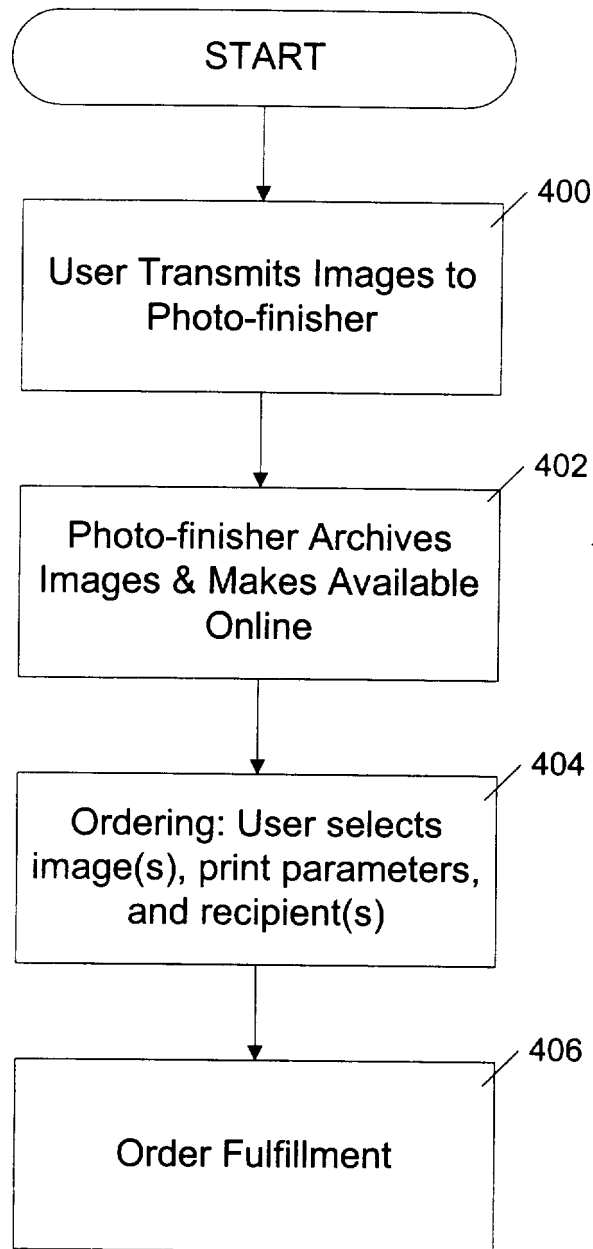 START
400
User Transmits Images to
Photo-finisher
402
Photo-finisher Archives
Images & Makes Available
Online
404
Ordering: User selects
image(s), print parameters,
and recipient(s)
406
Order Fulfillment